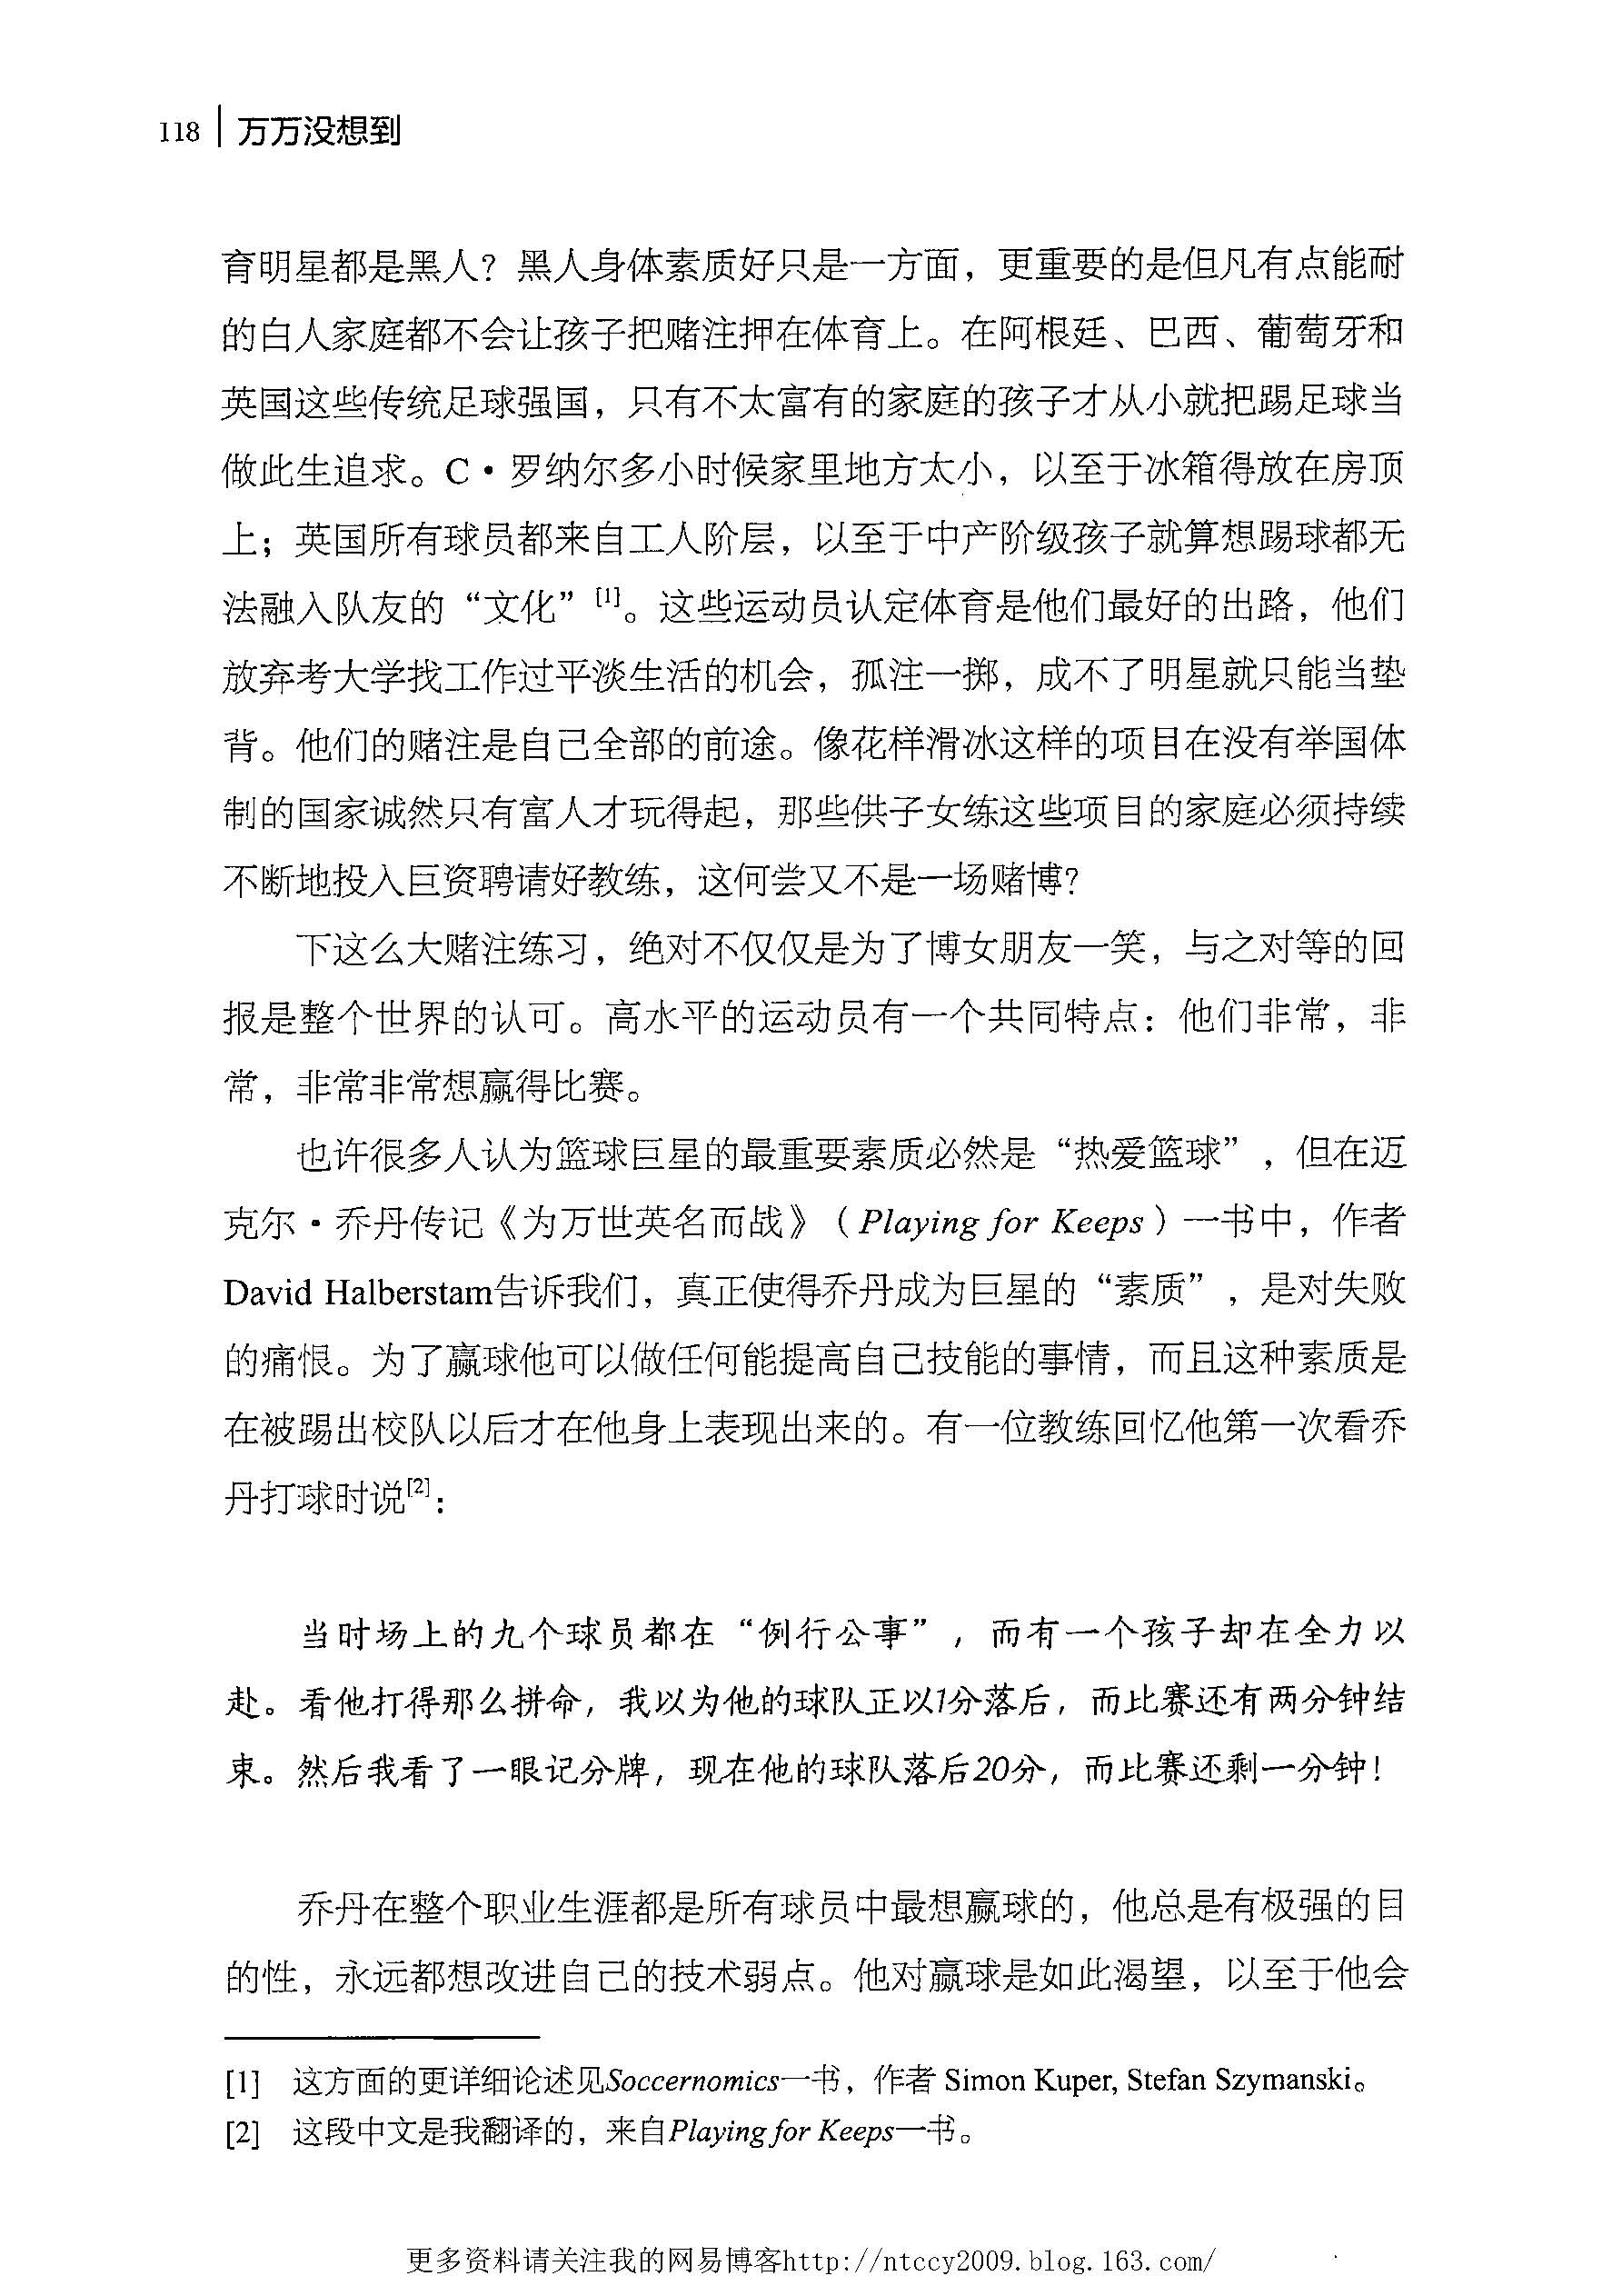 118 万万没想到
育明星都是黑人？黑人身体素质好只是一方面，更重要的是但凡有点能耐
的白人家庭都不会让孩子把赌注押在体育上。在阿根廷、巴西、葡萄牙和
英国这些传统足球强国，只有不太富有的家庭的孩子才从小就把踢足球当
做此生追求。C·罗纳尔多小时候家里地方太小，以至于冰箱得放在房顶
上；英国所有球员都来自工人阶层，以至于中产阶级孩子就算想踢球都无
法融入队友的“文化”[1]。这些运动员认定体育是他们最好的出路，他们
放弃考大学找工作过平淡生活的机会，孤注一掷，成不了明星就只能当垫
背。他们的赌注是自己全部的前途。像花样滑冰这样的项目在没有举国体
制的国家诚然只有富人才玩得起，那些供子女练这些项目的家庭必须持续
不断地投入巨资聘请好教练，这何尝又不是一场赌博？
下这么大赌注练习，绝对不仅仅是为了博女朋友一笑，与之对等的回
报是整个世界的认可。高水平的运动员有一个共同特点：他们非常，非
常，非常非常想赢得比赛。
也许很多人认为篮球巨星的最重要素质必然是“热爱篮球”，但在迈
克尔·乔丹传记《为万世英名而战》（Playing for Keeps）一书中，作者
David Halberstam告诉我们，真正使得乔丹成为巨星的“素质”，是对失败
的痛恨。为了赢球他可以做任何能提高自己技能的事情，而且这种素质是
在被踢出校队以后才在他身上表现出来的。有一位教练回忆他第一次看乔
丹打球时说[2]：
当时场上的九个球员都在“例行公事”，而有一个孩子却在全力以
赴。看他打得那么拼命，我以为他的球队正以1分落后，而比赛还有两分钟结
束。然后我看了一眼记分牌，现在他的球队落后20分，而比赛还剩一分钟！
乔丹在整个职业生涯都是所有球员中最想赢球的，他总是有极强的目
的性，永远都想改进自己的技术弱点。他对赢球是如此渴望，以至于他会
[1] 这方面的更详细论述见Soccernomics一书，作者 Simon Kuper, Stefan Szymanski。
[2] 这段中文是我翻译的，来自Playing for Keeps一书。
更多资料请关注我的网易博客http://ntccy2009.blog.163.com/